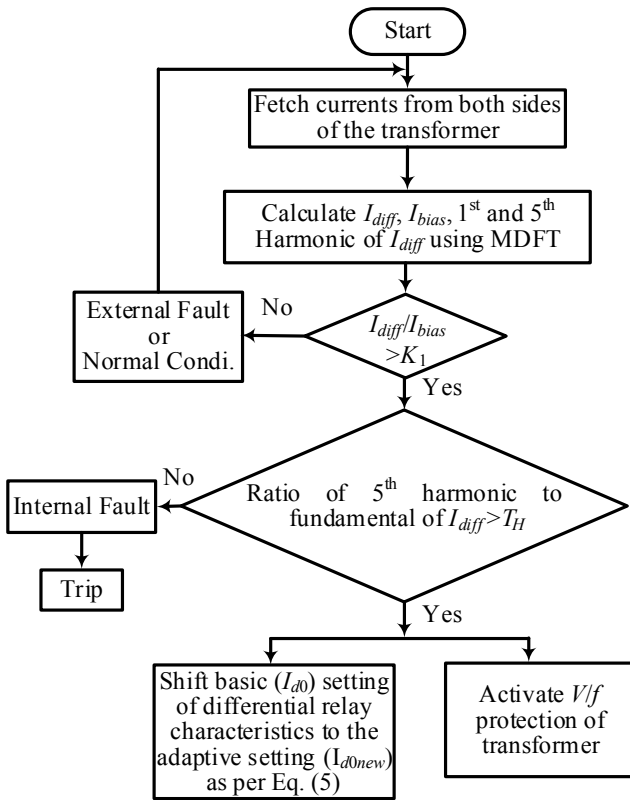 Start
Fetch currents from both sides
of the transformer
Calculate I_diff, I_bias, 1st and 5th
Harmonic of I_diff using MDFT
External Fault
or
Normal Condi.
No
I_diff/I_bias
>K_1
Yes
No
Internal Fault
Ratio of 5th harmonic to
fundamental of I_diff>T_H
Trip
Yes
Shift basic (I_d0) setting
of differential relay
characteristics to the
adaptive setting (I_d0new)
as per Eq. (5)
Activate V/f
protection of
transformer